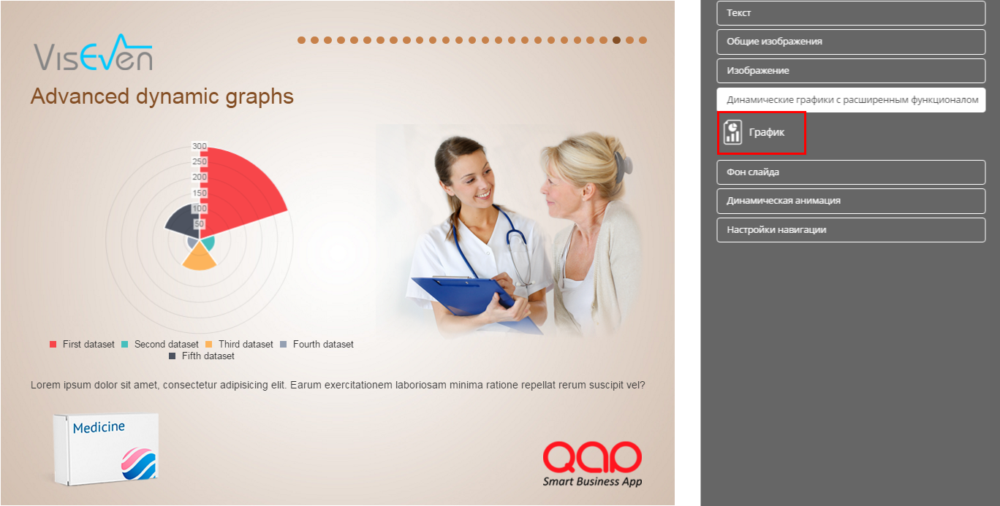 VISEVEN
Advanced dynamic graphs
300
250
200
150
100
50
First dataset Second dataset Third dataset Fourth dataset
Fifth dataset
Lorem ipsum dolor sit amet, consectetur adipisicing elit. Earum exercitationem laboriosam minima ratione repellat rerum suscipit vel?
Medicine
QAP
Smart Business App
Текст
Общие изображения
Изображение
Динамические графики с расширенным функционалом
График
Фон слайда
Динамическая анимация
Настройки навигации